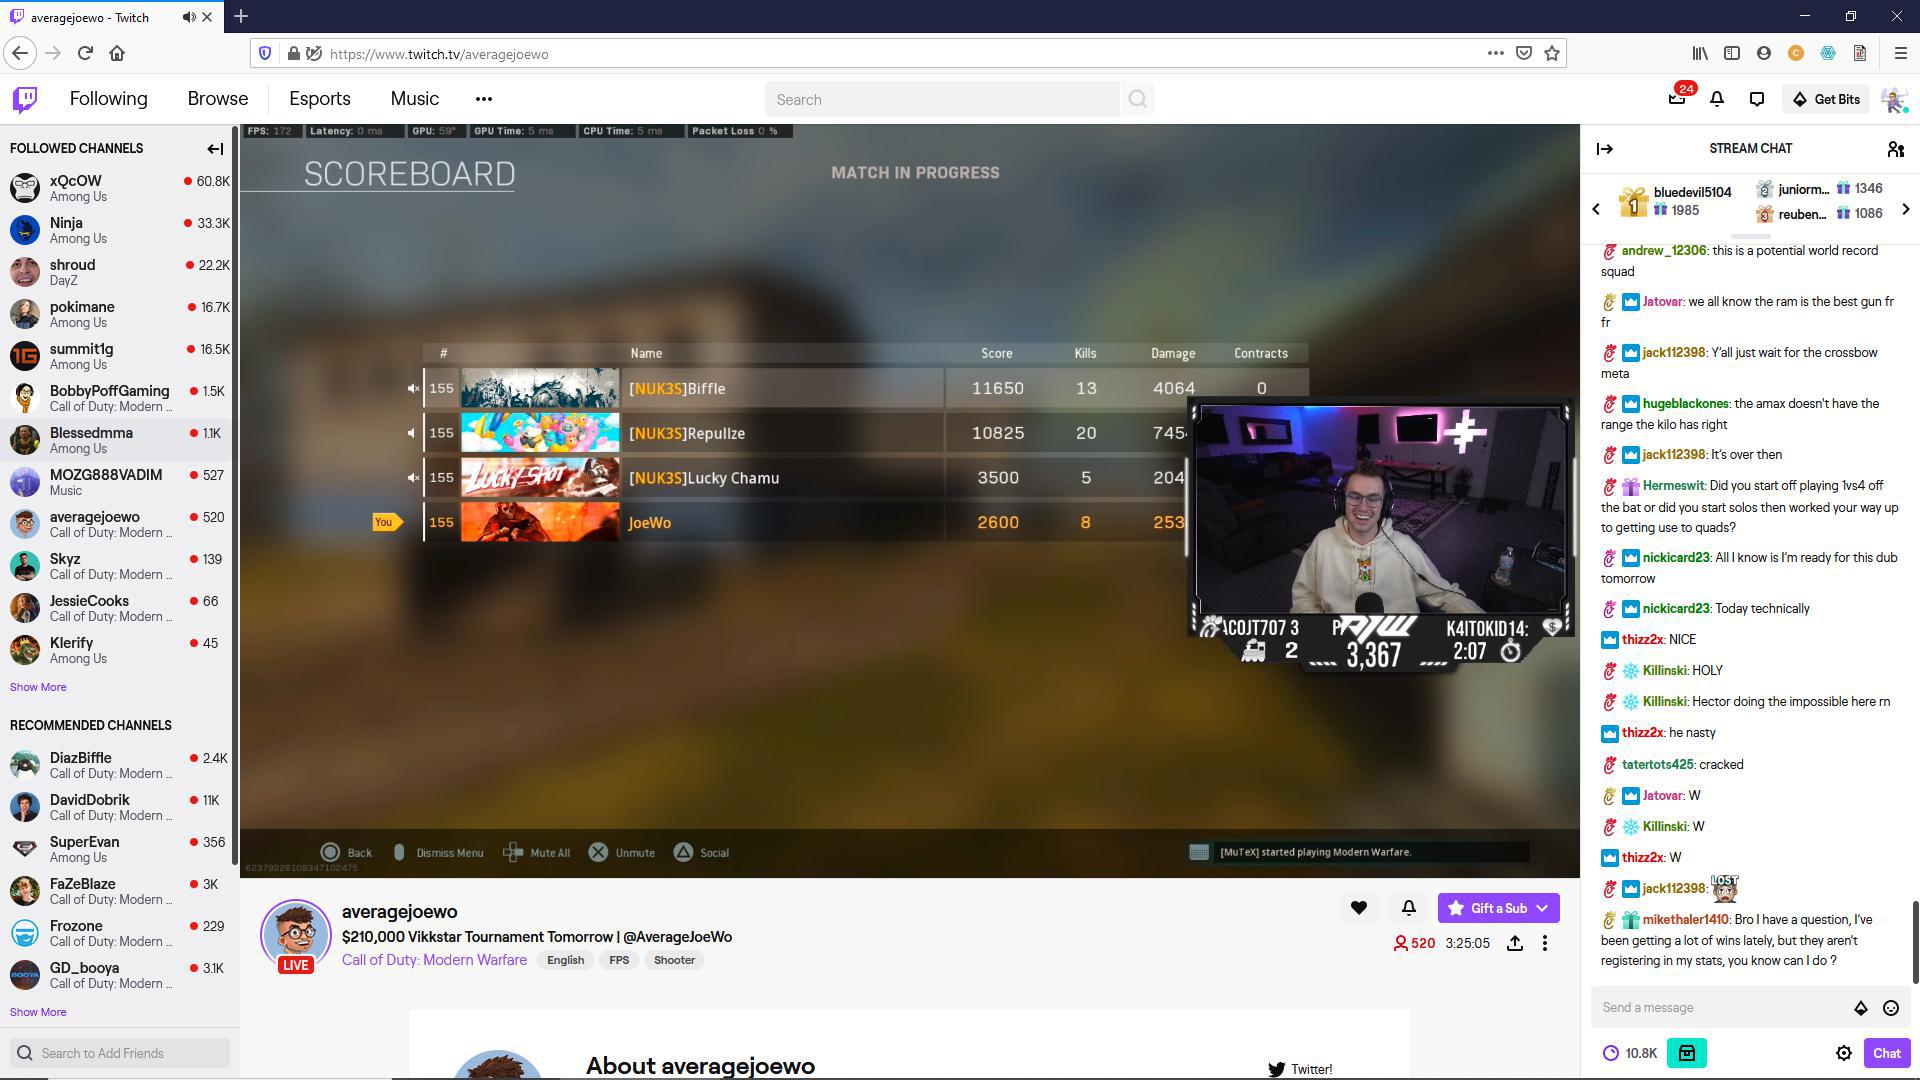 averagejoewo - Twitch
https://www.twitch.tv/averagejoewo
Following
Browse
Esports
Music
Search
24
Get Bits
FOLLOWED CHANNELS
xQcOW
60.8K
Among Us
Ninja
33.3K
Among Us
shroud
22.2K
DayZ
pokimane
16.7K
Among Us
summit1g
16.5K
Among Us
BobbyPoffGaming
1.5K
Call of Duty: Modern ...
Blessedmma
1.1K
Among Us
MOZG888VADIM
527
Music
averagejoewo
520
Call of Duty: Modern ...
Skyz
139
Call of Duty: Modern ...
JessieCooks
66
Call of Duty: Modern ...
Klerify
45
Among Us
Show More
RECOMMENDED CHANNELS
DiazBiffle
2.4K
Call of Duty: Modern ...
DavidDobrik
11K
Call of Duty: Modern ...
SuperEvan
356
Among Us
FaZeBlaze
3K
Call of Duty: Modern ...
Frozone
229
Call of Duty: Modern ...
GD_booya
3.1K
Call of Duty: Modern ...
Show More
Search to Add Friends
FPS: 172 Latency: 0 ms GPU: 59° GPU Time: 5 ms CPU Time: 5 ms Packet Loss 0 %
SCOREBOARD
MATCH IN PROGRESS
# Name Score Kills Damage Contracts
155 [NUK3S]Biffle 11650 13 4064 0
155 [NUK3S]Repullze 10825 20 745
155 LUCKY SHOT [NUK3S]Lucky Chamu 3500 5 204
You 155 JoeWo 2600 8 253
ACOJT707 3
AJW
K4ITOKID14:
2
3,367
2:07
Back
Dismiss Menu
Mute All
Unmute
Social
[MuTeX] started playing Modern Warfare.
62379228108347102475
LIVE
averagejoewo
$210,000 Vikkstar Tournament Tomorrow | @AverageJoeWo
Call of Duty: Modern Warfare
English
FPS
Shooter
Gift a Sub
520
3:25:05
About averagejoewo
Twitter!
STREAM CHAT
1
bluedevil5104
1985
2
juniorm...
1346
3
reuben...
1086
andrew_12306: this is a potential world record
squad
Jatovar: we all know the ram is the best gun fr
fr
jack112398: Y'all just wait for the crossbow
meta
hugeblackones: the amax doesn't have the
range the kilo has right
jack112398: It's over then
Hermeswit: Did you start off playing 1vs4 off
the bat or did you start solos then worked your way up
to getting use to quads?
nickicard23: All I know is I'm ready for this dub
tomorrow
nickicard23: Today technically
thizz2x: NICE
Killinski: HOLY
Killinski: Hector doing the impossible here rn
thizz2x: he nasty
tatertots425: cracked
Jatovar: W
Killinski: W
thizz2x: W
jack112398: LOST
mikethaler1410: Bro I have a question, I've
been getting a lot of wins lately, but they aren't
registering in my stats, you know can I do ?
Send a message
10.8K
Chat